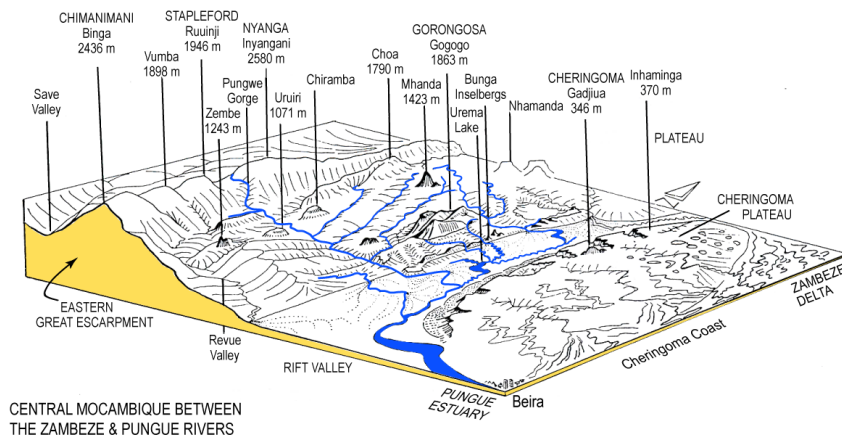 CHIMANIMANI
Binga
2436 m
STAPLEFORD
Ruuinji
1946 m
NYANGA
Inyangani
2580 m
GORONGOSA
Gogogo
1863 m
Vumba
1898 m
Pungwe
Gorge
Chiramba
Choa
1790 m
Mhanda
1423 m
Bunga
Inselbergs
CHERINGOMA
Gadjiua
346 m
Inhaminga
370 m
Save
Valley
Zembe
1243 m
Uruiri
1071 m
Urema
Lake
Nhamanda
PLATEAU
CHERINGOMA
PLATEAU
EASTERN
GREAT ESCARPMENT
Revue
Valley
RIFT VALLEY
PUNGUE
ESTUARY
Beira
Cheringoma Coast
ZAMBEZE
DELTA
CENTRAL MOCAMBIQUE BETWEEN
THE ZAMBEZE & PUNGUE RIVERS